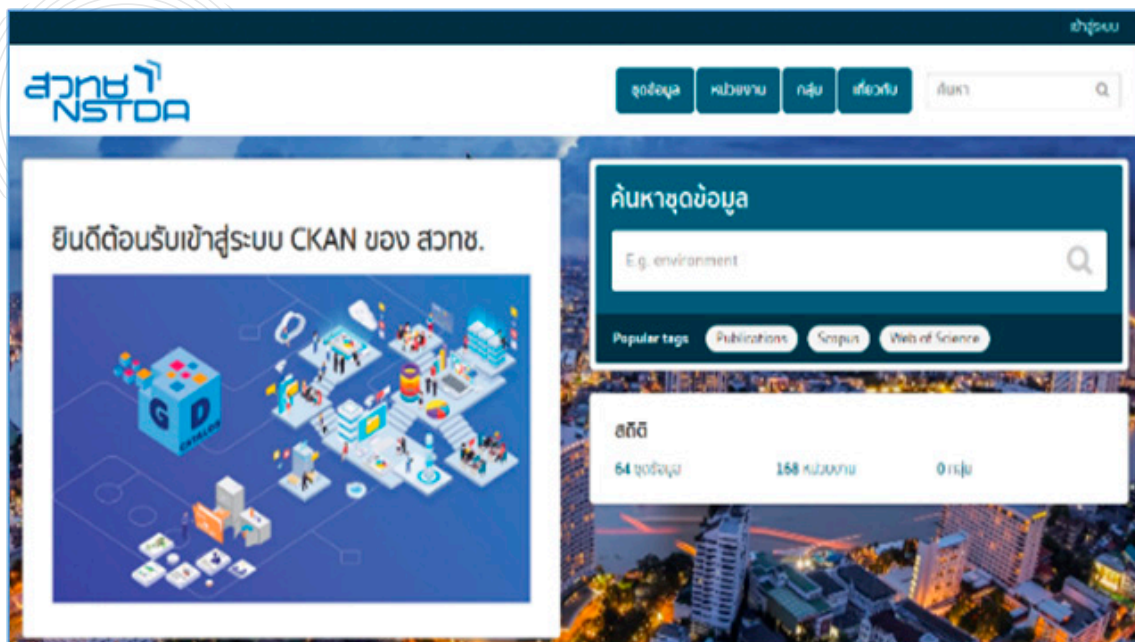 เข้าสู่ระบบ
สวทช
NSTDA
ชุดข้อมูล หน่วยงาน กลุ่ม เกี่ยวกับ ค้นหา
ค้นหาชุดข้อมูล
ยินดีต้อนรับเข้าสู่ระบบ CKAN ของ สวทช.
E.g. environment
Popular tags Publications Scopus Web of Science
G D
CATALOG
สถิติ
64 ชุดข้อมูล 168 หน่วยงาน 0 กลุ่ม